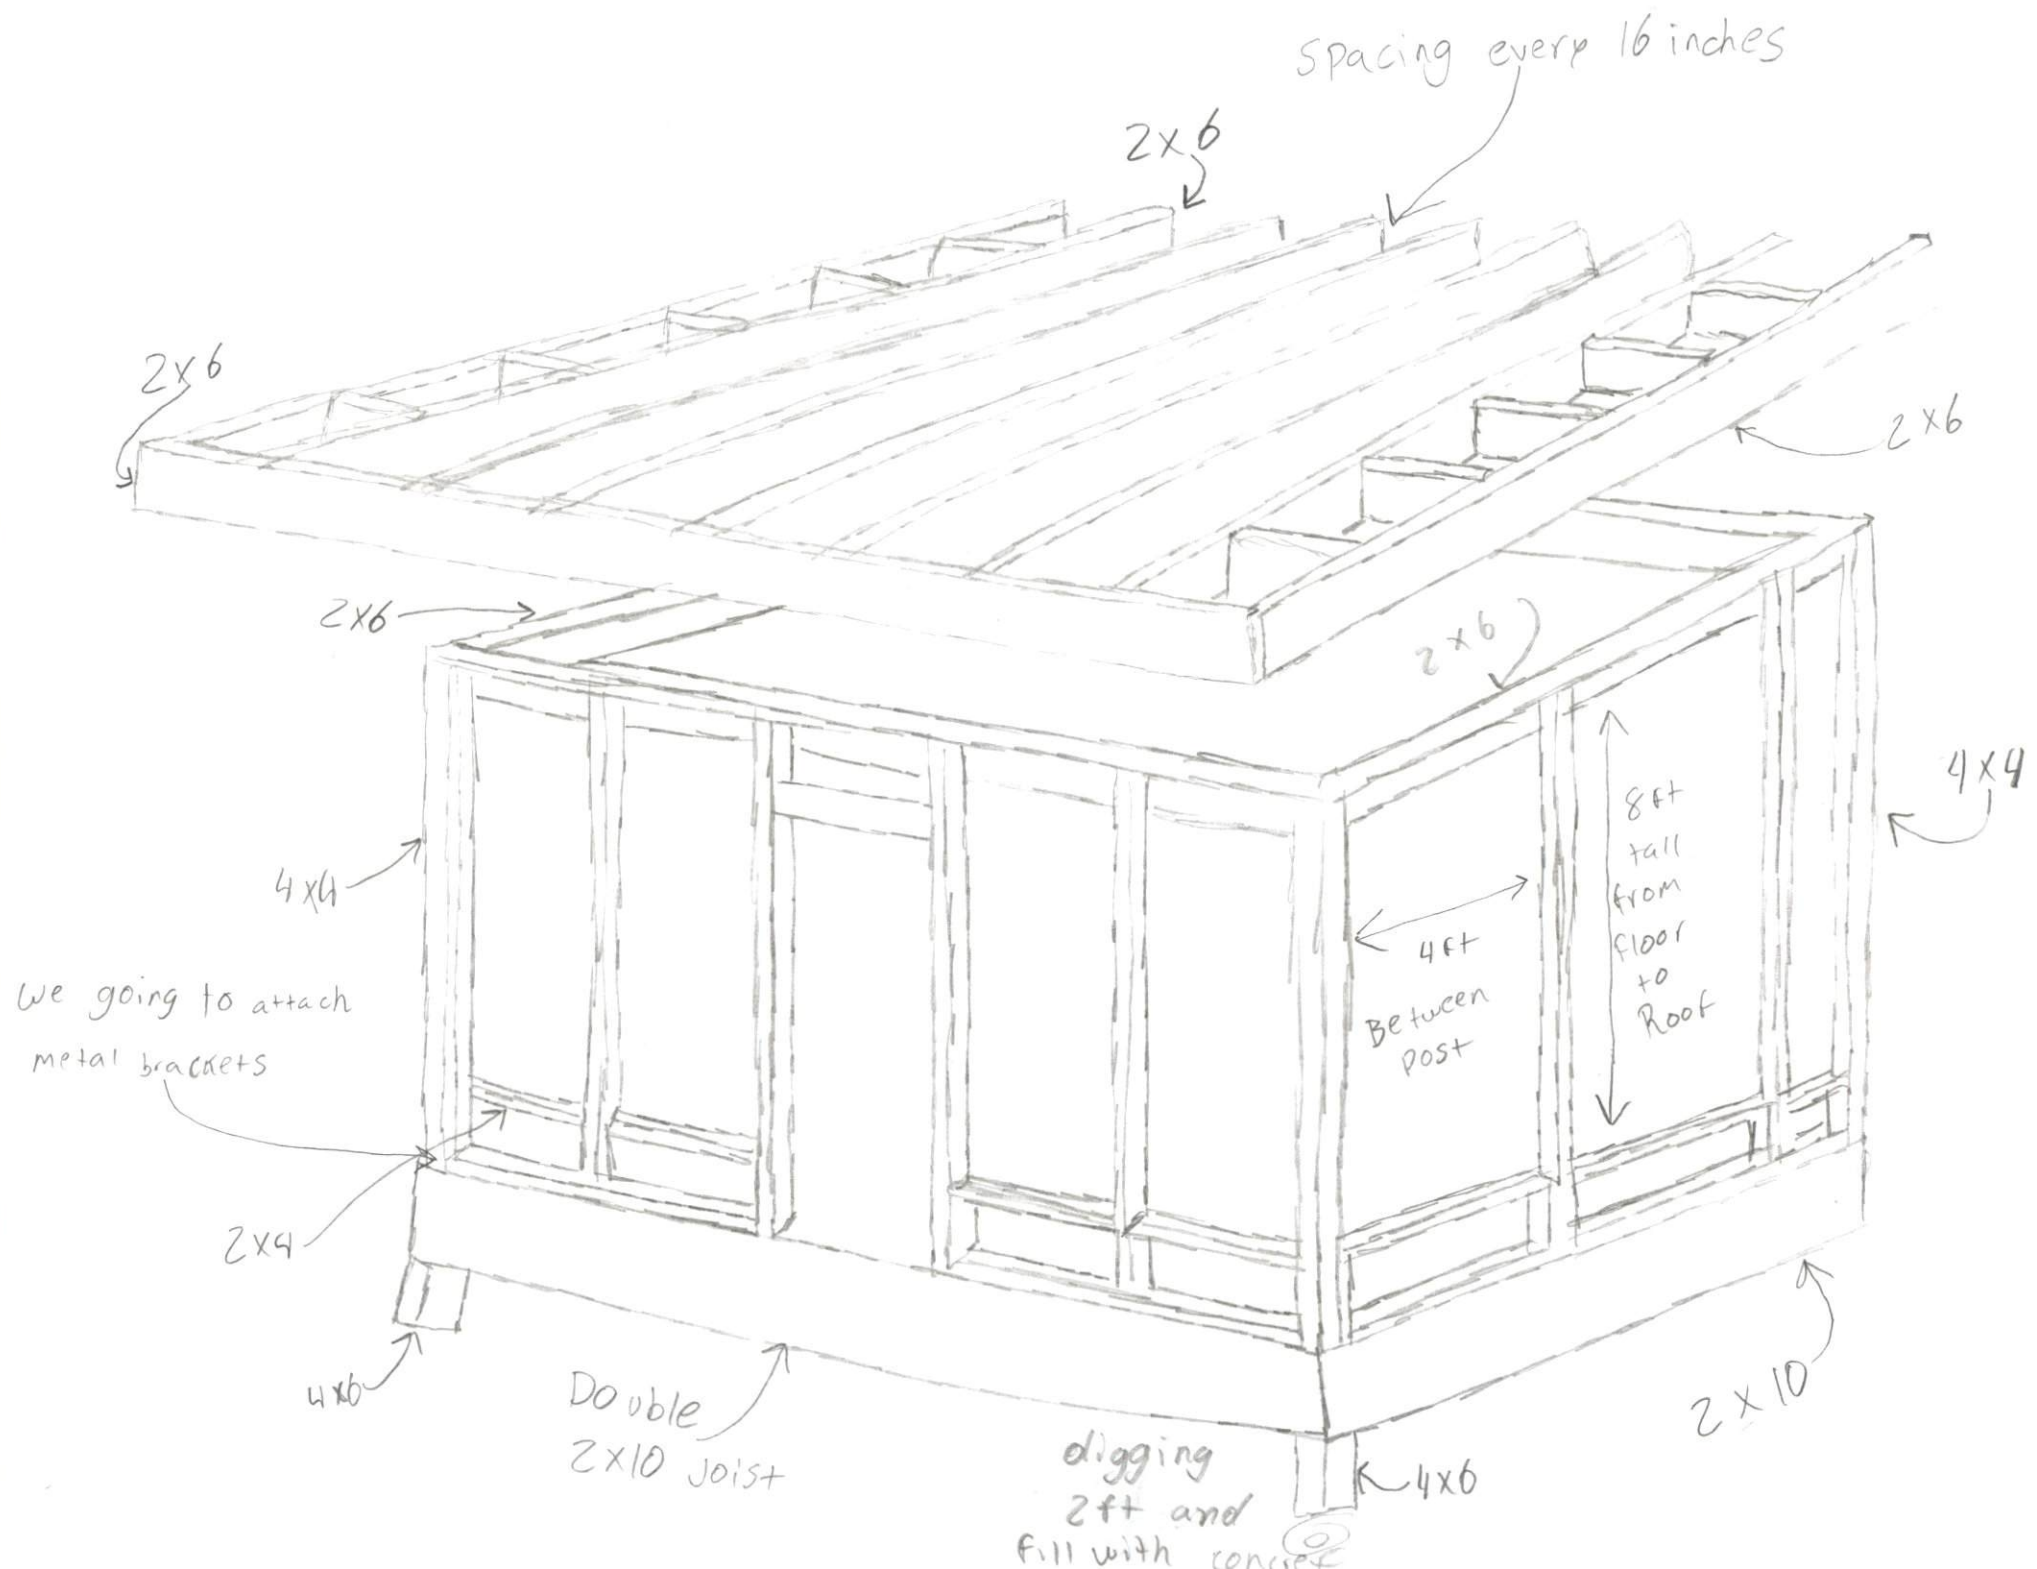 Spacing every 16 inches
2x6
2x6
2x6
2x6
2x6
4x4
8ft
tall
from
floor
to
Roof
4x4
4ft
Between
post
We going to attach
metal brackets
2x4
4x6
Double
2x10 Joist
2x10
digging
2ft and
fill with concret
4x6